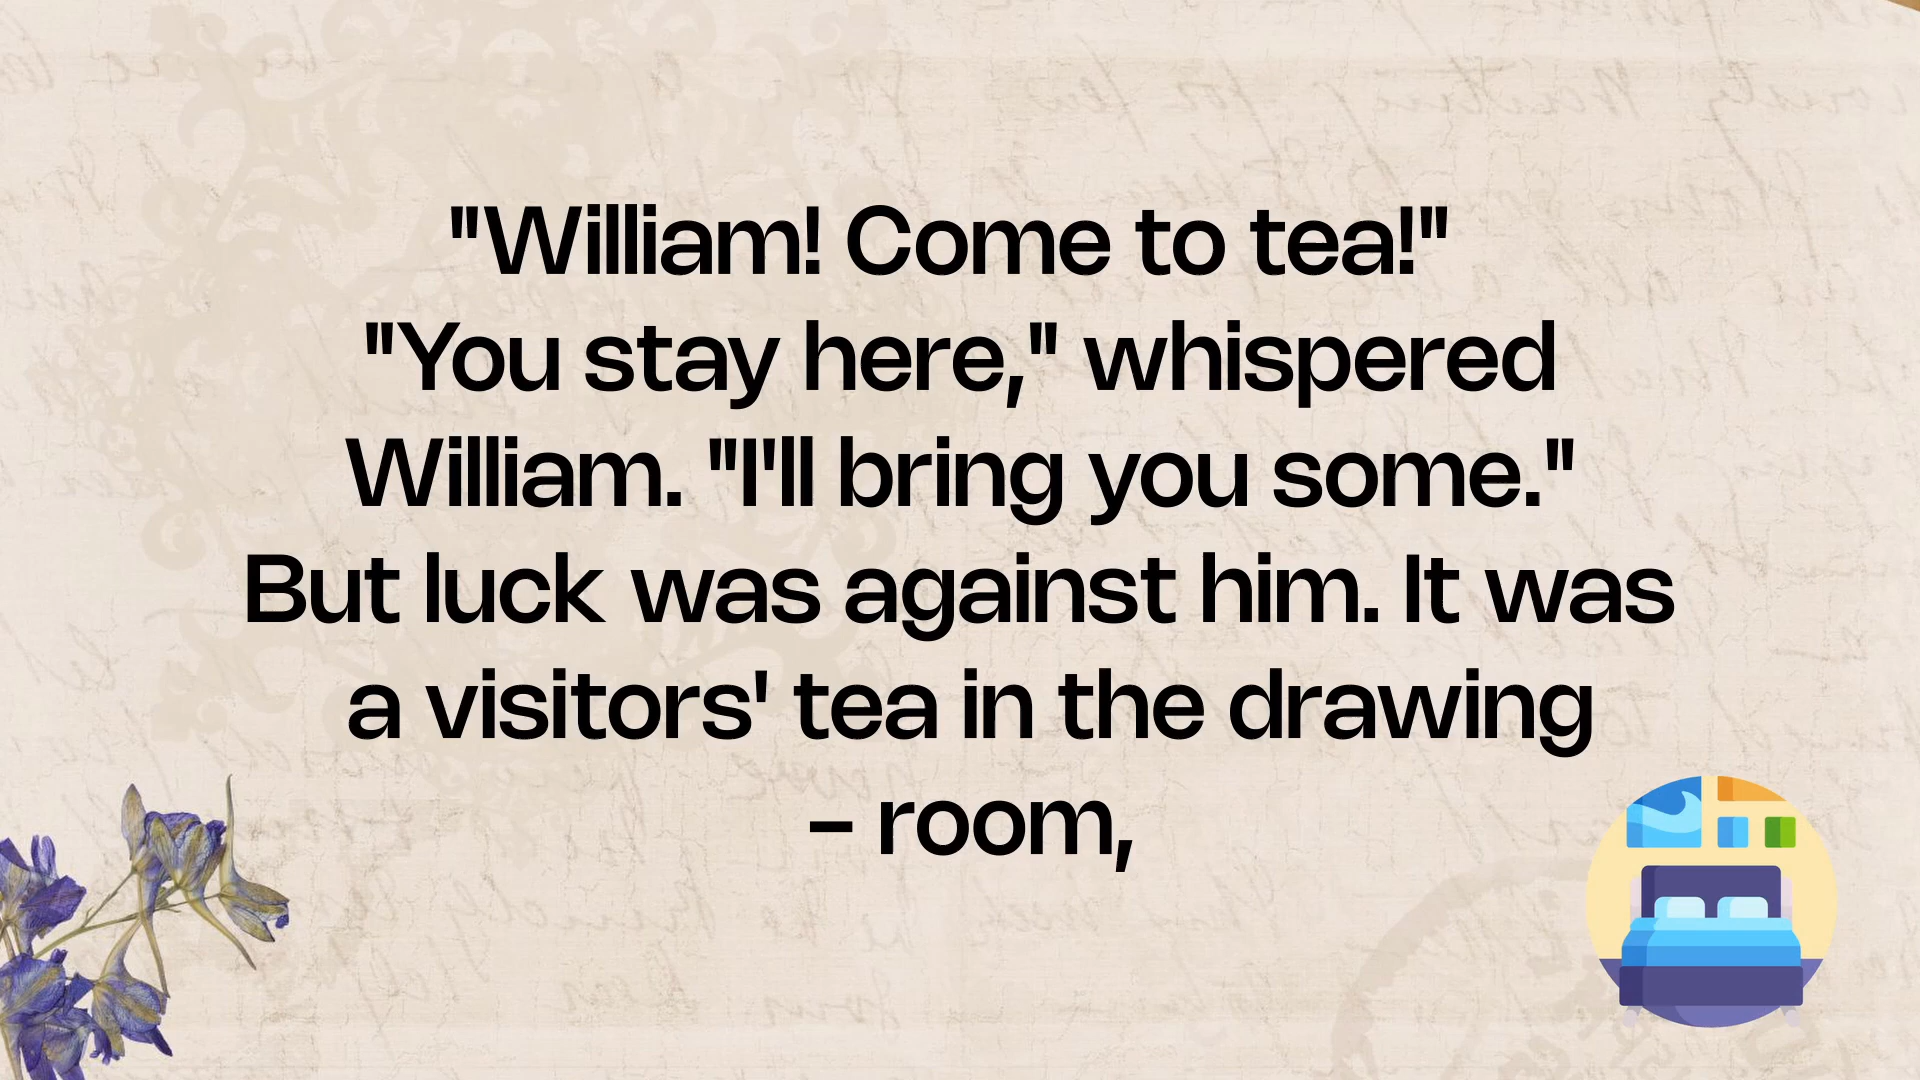 "William! Come to tea!"
"You stay here," whispered
William. "I'll bring you some."
But luck was against him. It was
a visitors' tea in the drawing
- room,